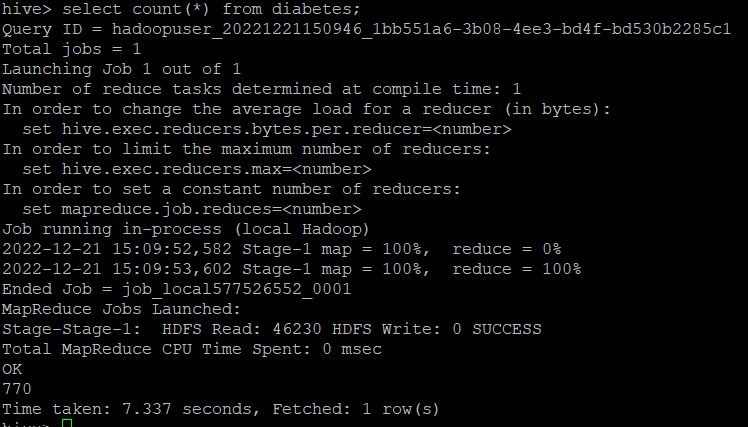 hive> select count(*) from diabetes;
Query ID = hadoopuser_20221221150946_1bb551a6-3b08-4ee3-bd4f-bd530b2285c1
Total jobs = 1
Launching Job 1 out of 1
Number of reduce tasks determined at compile time: 1
In order to change the average load for a reducer (in bytes):
  set hive.exec.reducers.bytes.per.reducer=<number>
In order to limit the maximum number of reducers:
  set hive.exec.reducers.max=<number>
In order to set a constant number of reducers:
  set mapreduce.job.reduces=<number>
Job running in-process (local Hadoop)
2022-12-21 15:09:52,582 Stage-1 map = 100%,  reduce = 0%
2022-12-21 15:09:53,602 Stage-1 map = 100%,  reduce = 100%
Ended Job = job_local577526552_0001
MapReduce Jobs Launched:
Stage-Stage-1:  HDFS Read: 46230 HDFS Write: 0 SUCCESS
Total MapReduce CPU Time Spent: 0 msec
OK
770
Time taken: 7.337 seconds, Fetched: 1 row(s)
hive>